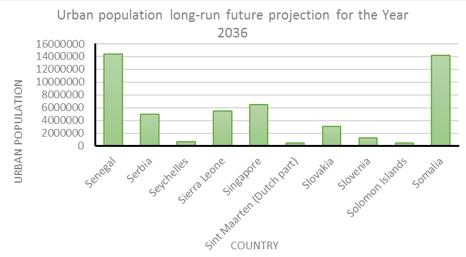 Urban population long-run future projection for the Year
2036
16000000
14000000
12000000
10000000
8000000
6000000
4000000
2000000
0
URBAN POPULATION
Senegal
Serbia
Seychelles
Sierra Leone
Singapore
Sint Maarten (Dutch part)
Slovakia
Slovenia
Solomon Islands
Somalia
COUNTRY